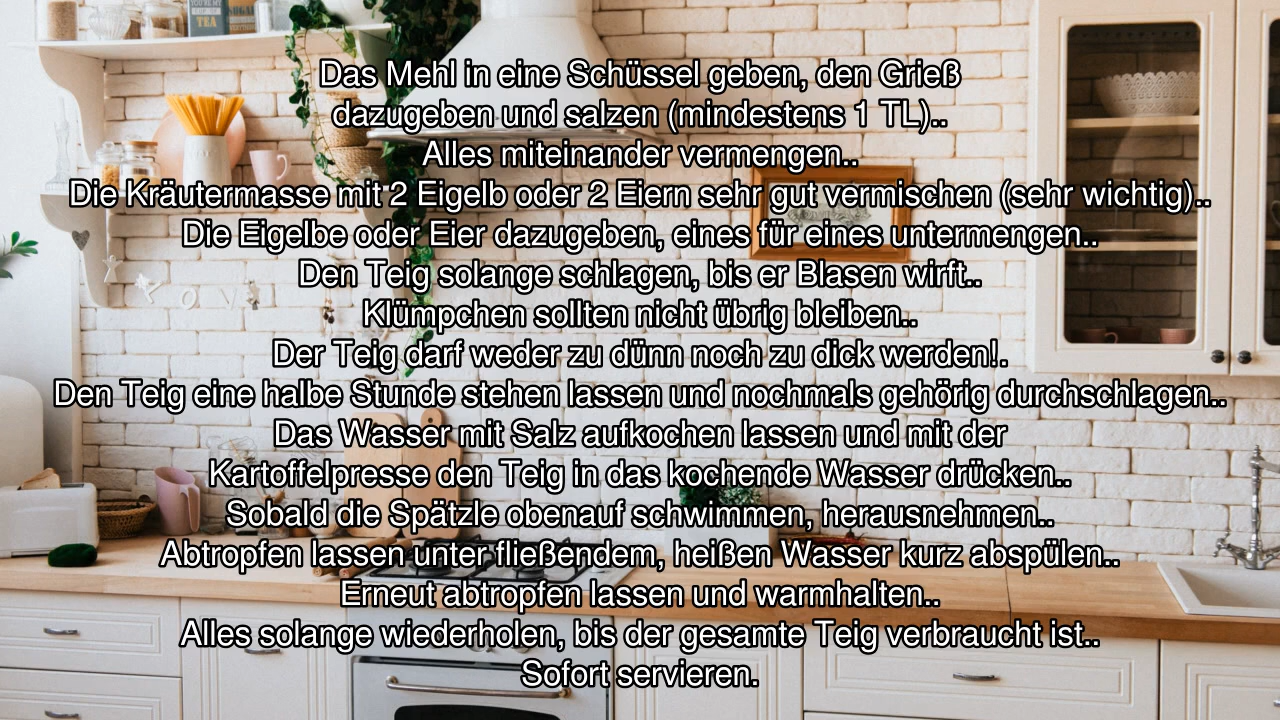 YOU'RE MY
TEA
SUGAR
Das Mehl in eine Schüssel geben, den Grieß
dazugeben und salzen (mindestens 1 TL)..
Alles miteinander vermengen..
Die Kräutermasse mit 2 Eigelb oder 2 Eiern sehr gut vermischen (sehr wichtig)..
Die Eigelbe oder Eier dazugeben, eines für eines untermengen..
Den Teig solange schlagen, bis er Blasen wirft..
Klümpchen sollten nicht übrig bleiben..
Der Teig darf weder zu dünn noch zu dick werden!.
Den Teig eine halbe Stunde stehen lassen und nochmals gehörig durchschlagen..
Das Wasser mit Salz aufkochen lassen und mit der
Kartoffelpresse den Teig in das kochende Wasser drücken..
Sobald die Spätzle obenauf schwimmen, herausnehmen..
Abtropfen lassen unter fließendem, heißen Wasser kurz abspülen..
Erneut abtropfen lassen und warmhalten..
Alles solange wiederholen, bis der gesamte Teig verbraucht ist..
Sofort servieren.